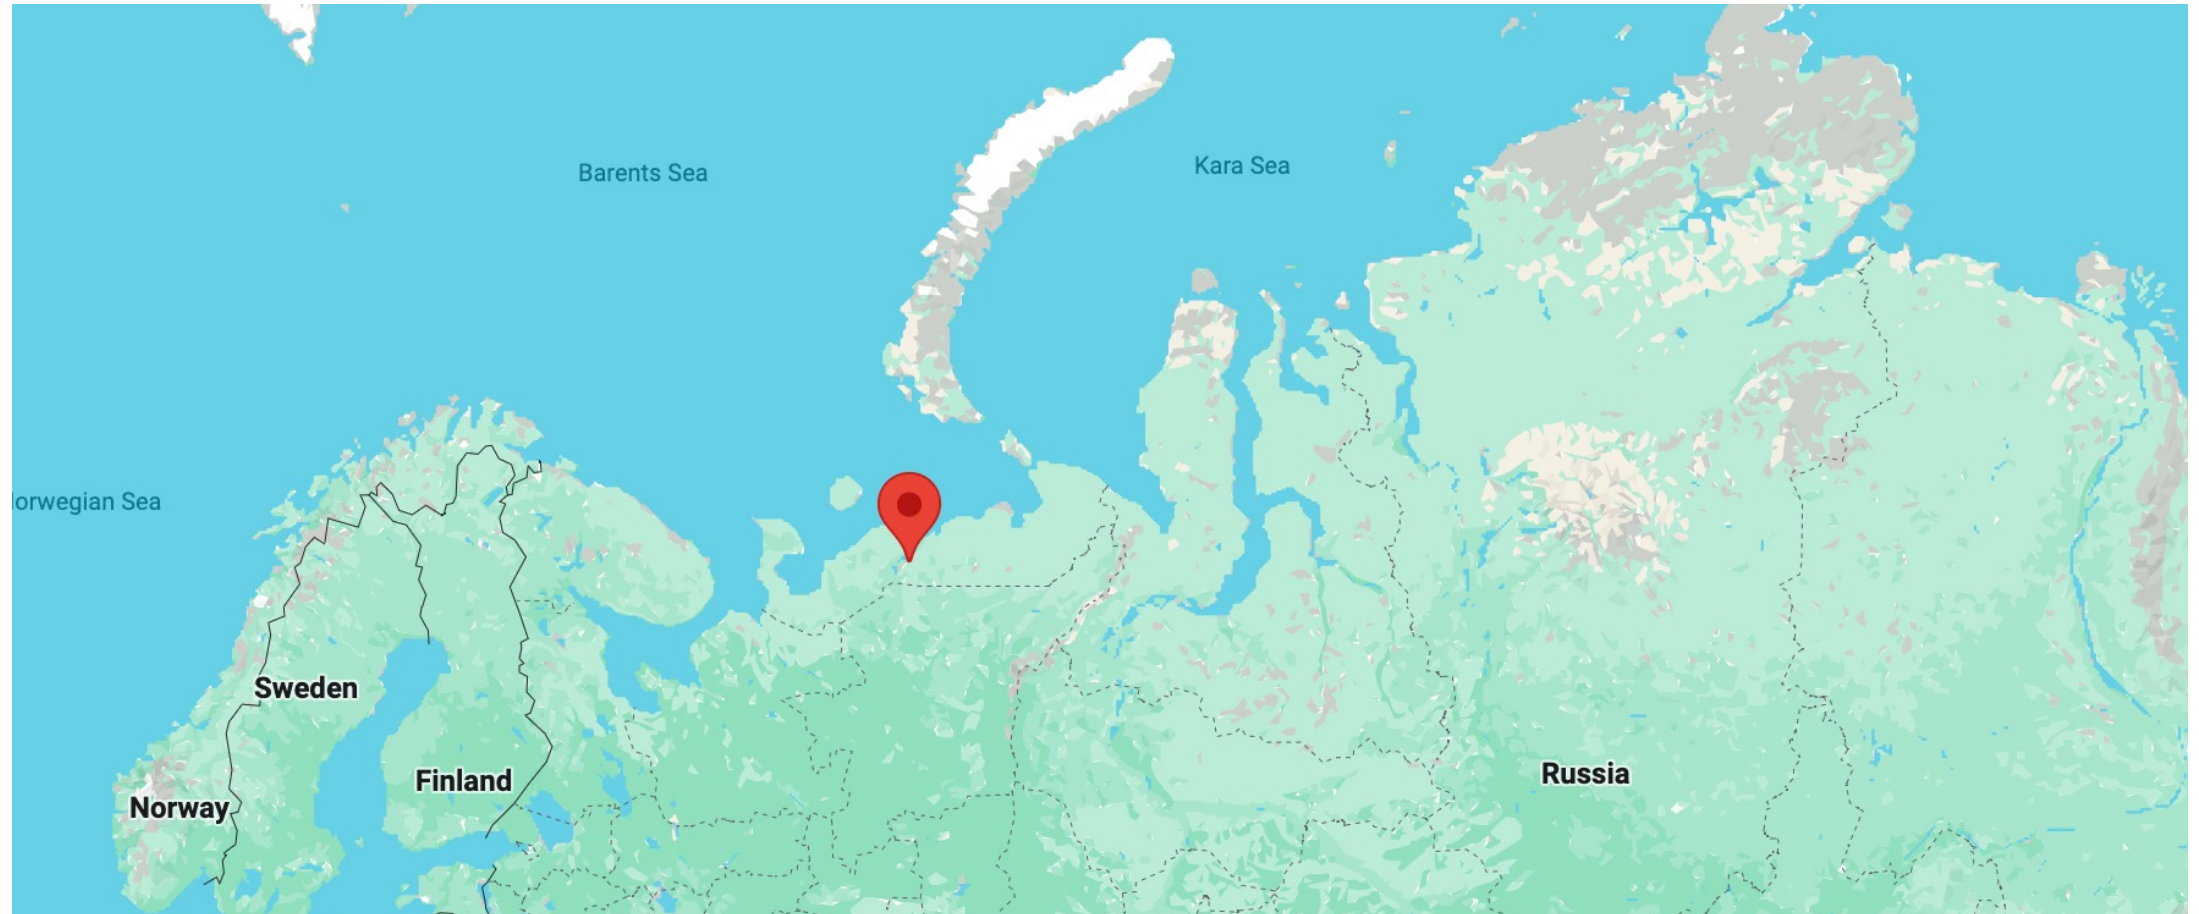 Barents Sea
Kara Sea
orwegian Sea
Sweden
Finland
Norway
Russia